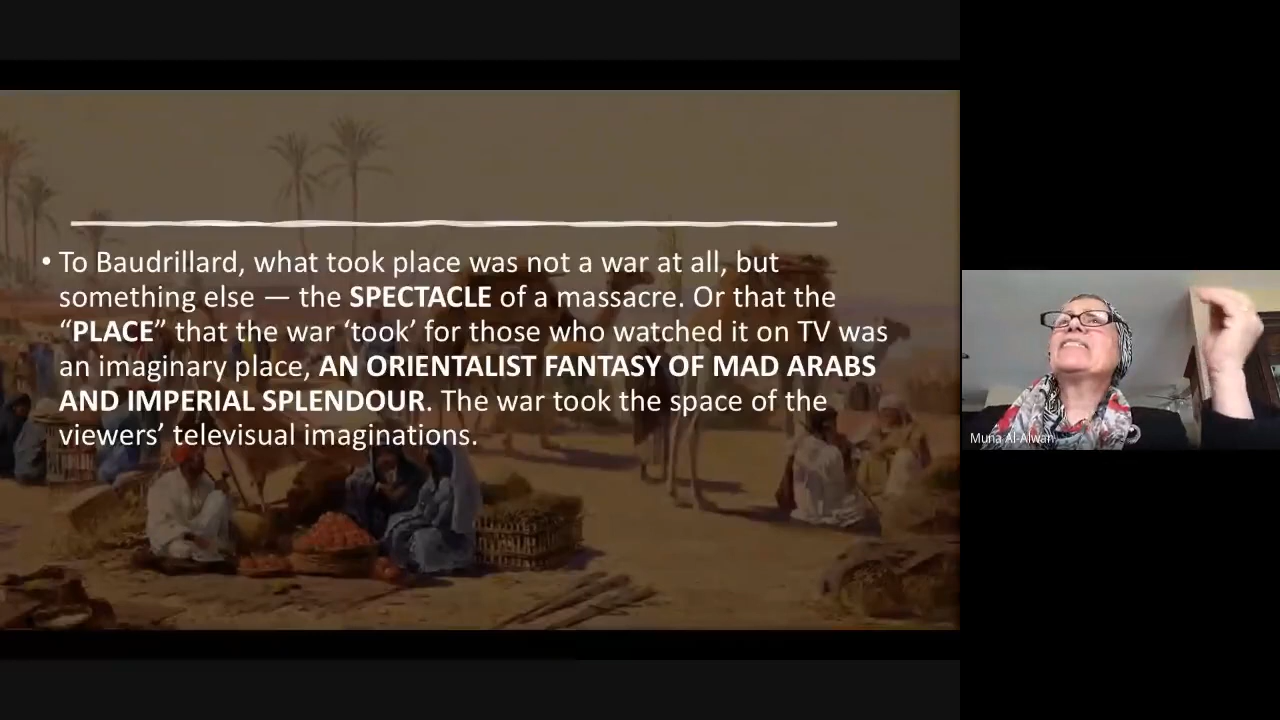 • To Baudrillard, what took place was not a war at all, but
something else — the SPECTACLE of a massacre. Or that the
“PLACE” that the war ‘took’ for those who watched it on TV was
an imaginary place, AN ORIENTALIST FANTASY OF MAD ARABS
AND IMPERIAL SPLENDOUR. The war took the space of the
viewers’ televisual imaginations.
Muna Al-Alwan